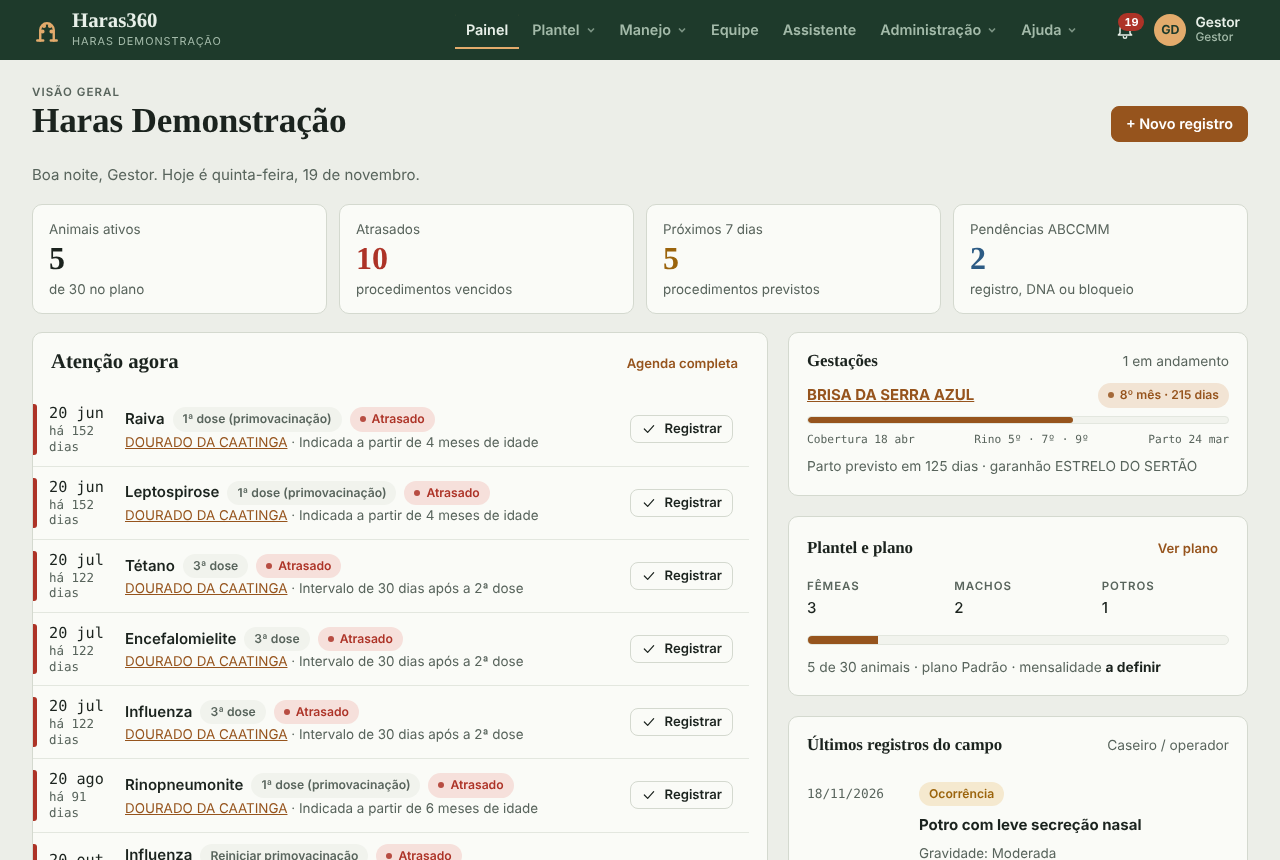 Haras360
HARAS DEMONSTRAÇÃO
Painel
Plantel
Manejo
Equipe
Assistente
Administração
Ajuda
19
GD
Gestor
Gestor
VISÃO GERAL
Haras Demonstração
+ Novo registro
Boa noite, Gestor. Hoje é quinta-feira, 19 de novembro.
Animais ativos
5
de 30 no plano
Atrasados
10
procedimentos vencidos
Próximos 7 dias
5
procedimentos previstos
Pendências ABCCMM
2
registro, DNA ou bloqueio
Atenção agora
Agenda completa
20 jun
há 152
dias
Raiva 1ª dose (primovacinação) Atrasado
DOURADO DA CAATINGA · Indicada a partir de 4 meses de idade
Registrar
20 jun
há 152
dias
Leptospirose 1ª dose (primovacinação) Atrasado
DOURADO DA CAATINGA · Indicada a partir de 4 meses de idade
Registrar
20 jul
há 122
dias
Tétano 3ª dose Atrasado
DOURADO DA CAATINGA · Intervalo de 30 dias após a 2ª dose
Registrar
20 jul
há 122
dias
Encefalomielite 3ª dose Atrasado
DOURADO DA CAATINGA · Intervalo de 30 dias após a 2ª dose
Registrar
20 jul
há 122
dias
Influenza 3ª dose Atrasado
DOURADO DA CAATINGA · Intervalo de 30 dias após a 2ª dose
Registrar
20 ago
há 91
dias
Rinopneumonite 1ª dose (primovacinação) Atrasado
DOURADO DA CAATINGA · Indicada a partir de 6 meses de idade
Registrar
20 out
Influenza Reiniciar primovacinação Atrasado
Gestações
1 em andamento
BRISA DA SERRA AZUL
8º mês · 215 dias
Cobertura 18 abr
Rino 5º · 7º · 9º
Parto 24 mar
Parto previsto em 125 dias · garanhão ESTRELO DO SERTÃO
Plantel e plano
Ver plano
FÊMEAS
3
MACHOS
2
POTROS
1
5 de 30 animais · plano Padrão · mensalidade a definir
Últimos registros do campo
Caseiro / operador
18/11/2026
Ocorrência
Potro com leve secreção nasal
Gravidade: Moderada